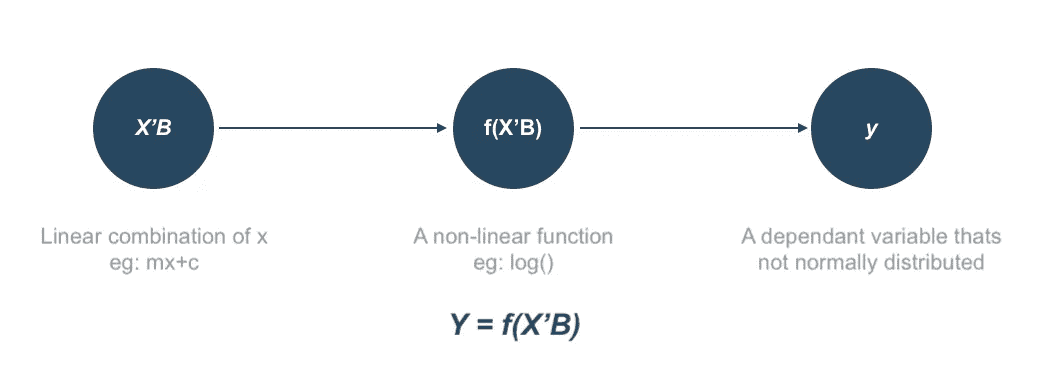 X’B
f(X’B)
y
Linear combination of x
eg: mx+c
A non-linear function
eg: log()
A dependant variable thats
not normally distributed
Y = f(X’B)